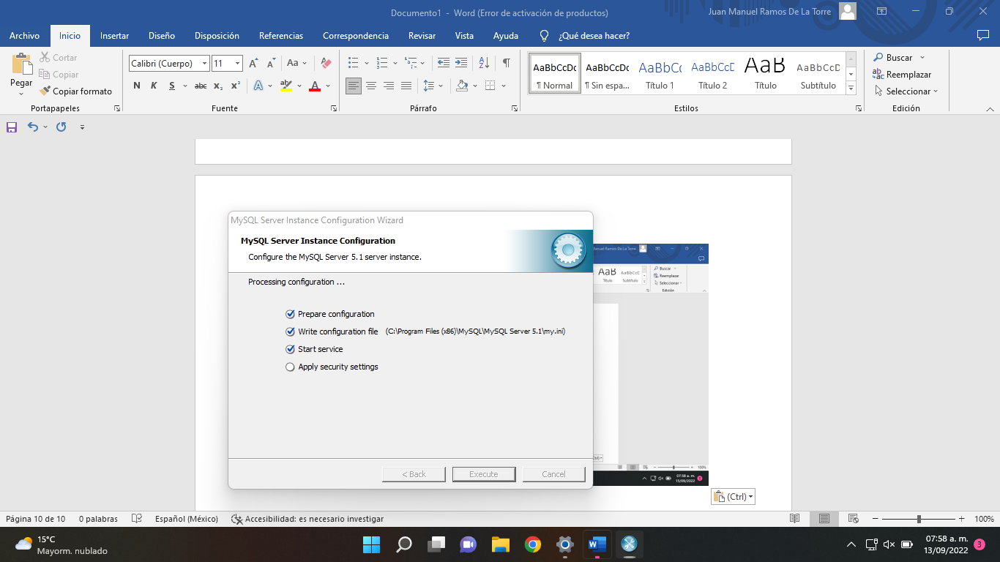 Documento1 - Word (Error de activación de productos)
Juan Manuel Ramos De La Torre
Archivo Inicio Insertar Diseño Disposición Referencias Correspondencia Revisar Vista Ayuda ¿Qué desea hacer?
Pegar
Cortar
Copiar
Copiar formato
Portapapeles
Calibri (Cuerpo) 11
Aa
N K S abc x₂ x²
Fuente
Párrafo
AaBbCcDc AaBbCcDc AaBbCc AaBbCcD AaB AaBbCcD
¶ Normal ¶ Sin espa... Título 1 Título 2 Título Subtítulo
Estilos
Buscar
Reemplazar
Seleccionar
Edición
MySQL Server Instance Configuration Wizard
MySQL Server Instance Configuration
Configure the MySQL Server 5.1 server instance.
Processing configuration ...
Prepare configuration
Write configuration file (C:\Program Files (x86)\MySQL\MySQL Server 5.1\my.ini)
Start service
Apply security settings
< Back Execute Cancel
Manuel Ramos De La Torre
AaB AaBbCcD
Título Subtítulo
Buscar
Reemplazar
Seleccionar
Edición
100%
07:58 a. m.
13/09/2022
(Ctrl)
Página 10 de 10 0 palabras Español (México) Accesibilidad: es necesario investigar 100%
15°C
Mayorm. nublado
07:58 a. m.
13/09/2022
3